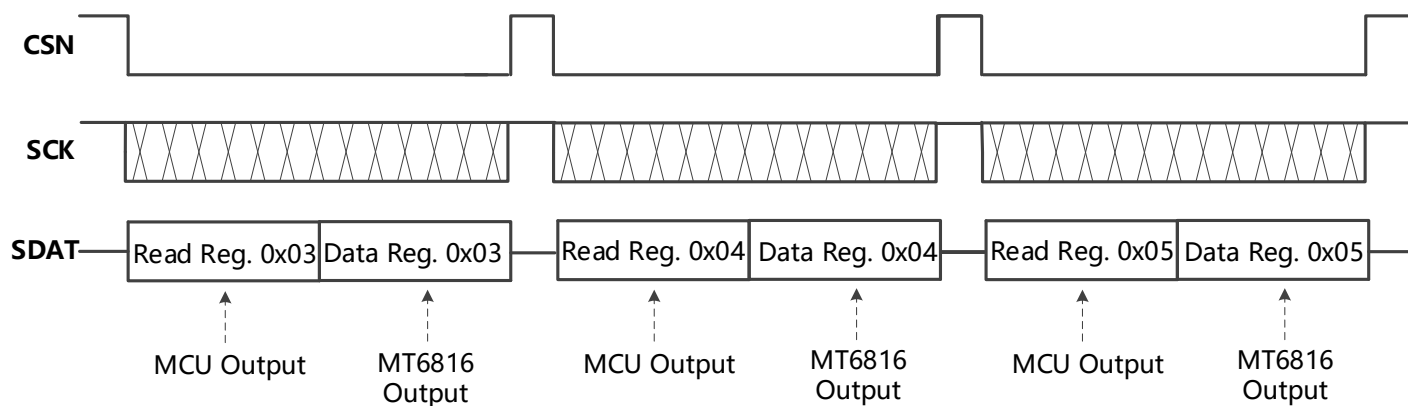 CSN
SCK
SDAT
Read Reg. 0x03 Data Reg. 0x03 Read Reg. 0x04 Data Reg. 0x04 Read Reg. 0x05 Data Reg. 0x05
MCU Output
MT6816
Output
MCU Output
MT6816
Output
MCU Output
MT6816
Output